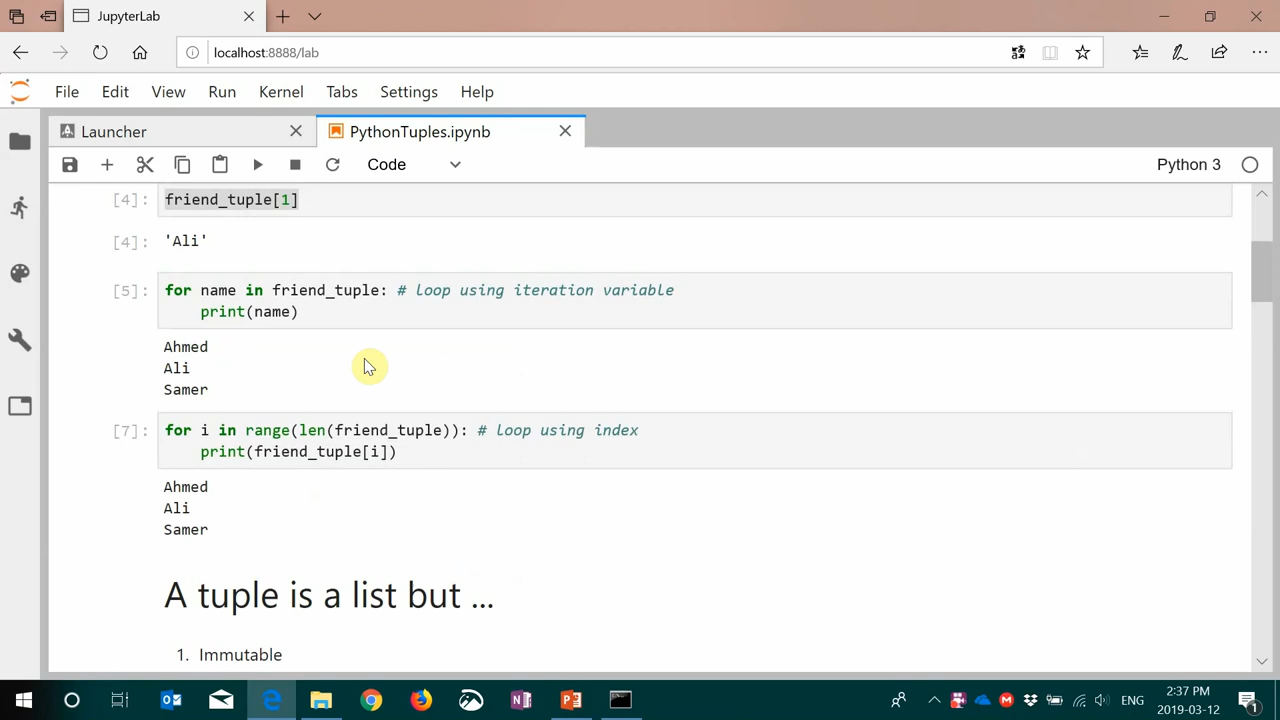 JupyterLab
localhost:8888/lab
File Edit View Run Kernel Tabs Settings Help
Launcher PythonTuples.ipynb
Code Python 3
[4]: friend_tuple[1]
[4]: 'Ali'
[5]: for name in friend_tuple: # loop using iteration variable
print(name)
Ahmed
Ali
Samer
[7]: for i in range(len(friend_tuple)): # loop using index
print(friend_tuple[i])
Ahmed
Ali
Samer
A tuple is a list but ...
1. Immutable
ENG 2:37 PM
2019-03-12